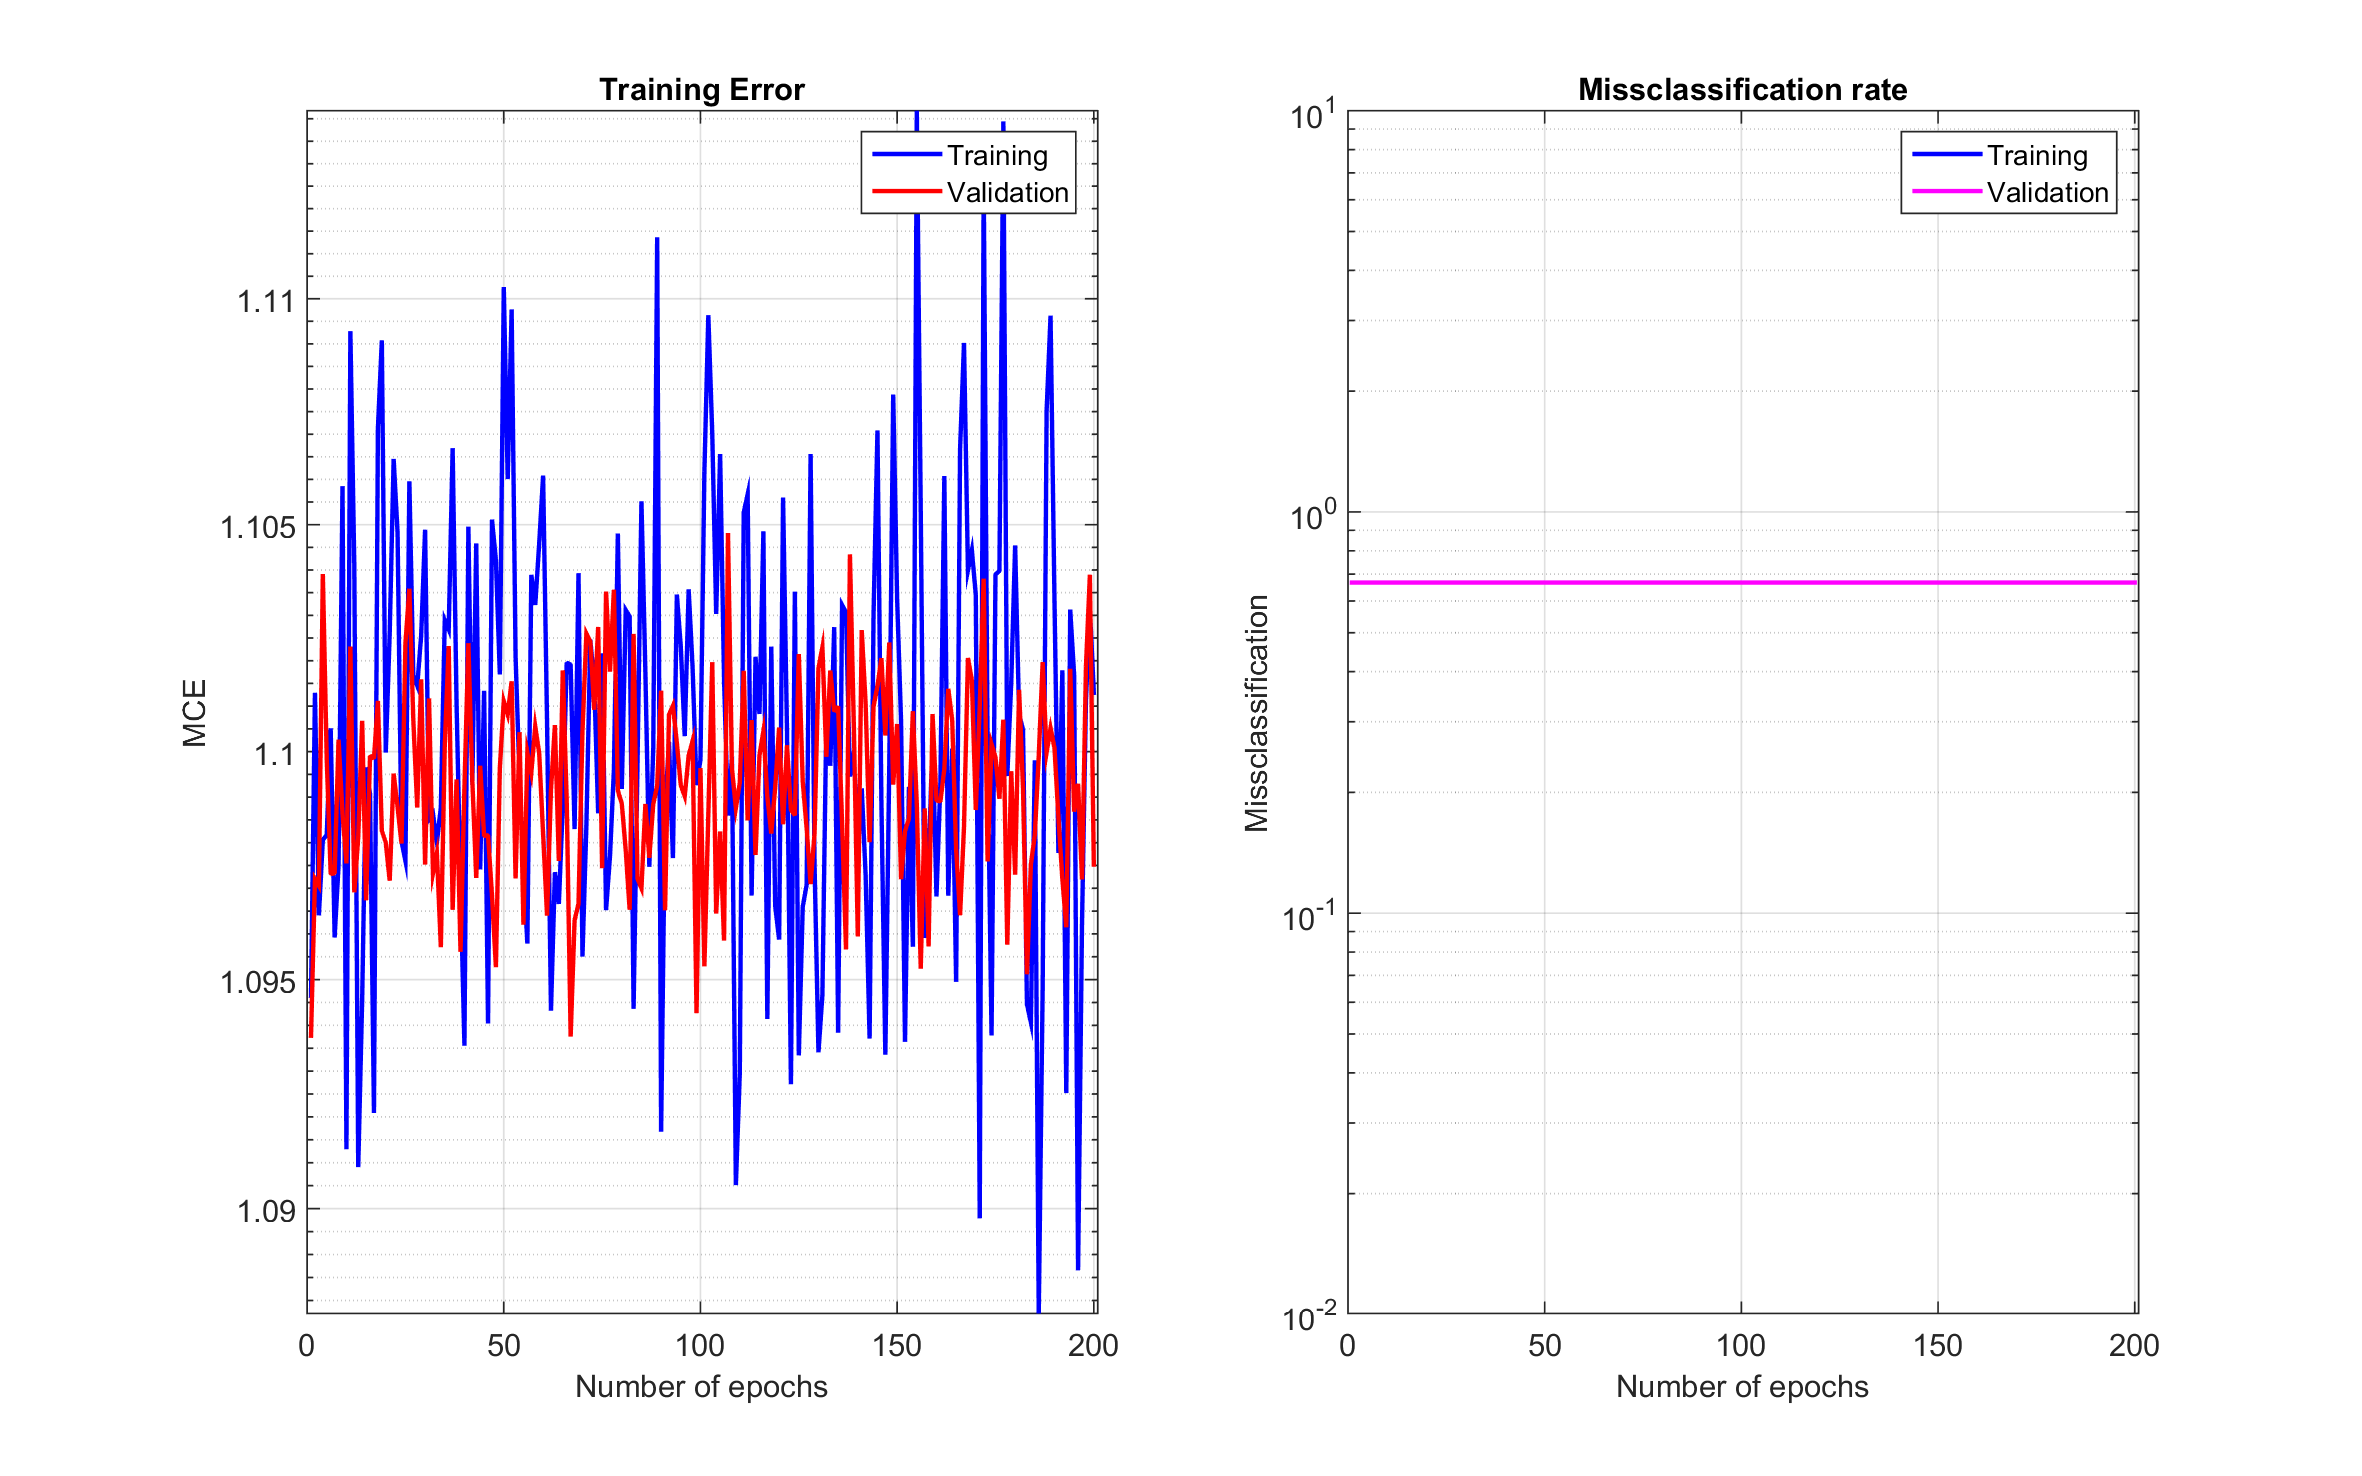 Training Error
Training
Validation
1.11
1.105
1.1
1.095
1.09
MCE
0 50 100 150 200
Number of epochs
Missclassification rate
Training
Validation
10^1
10^0
10^-1
10^-2
Missclassification
0 50 100 150 200
Number of epochs